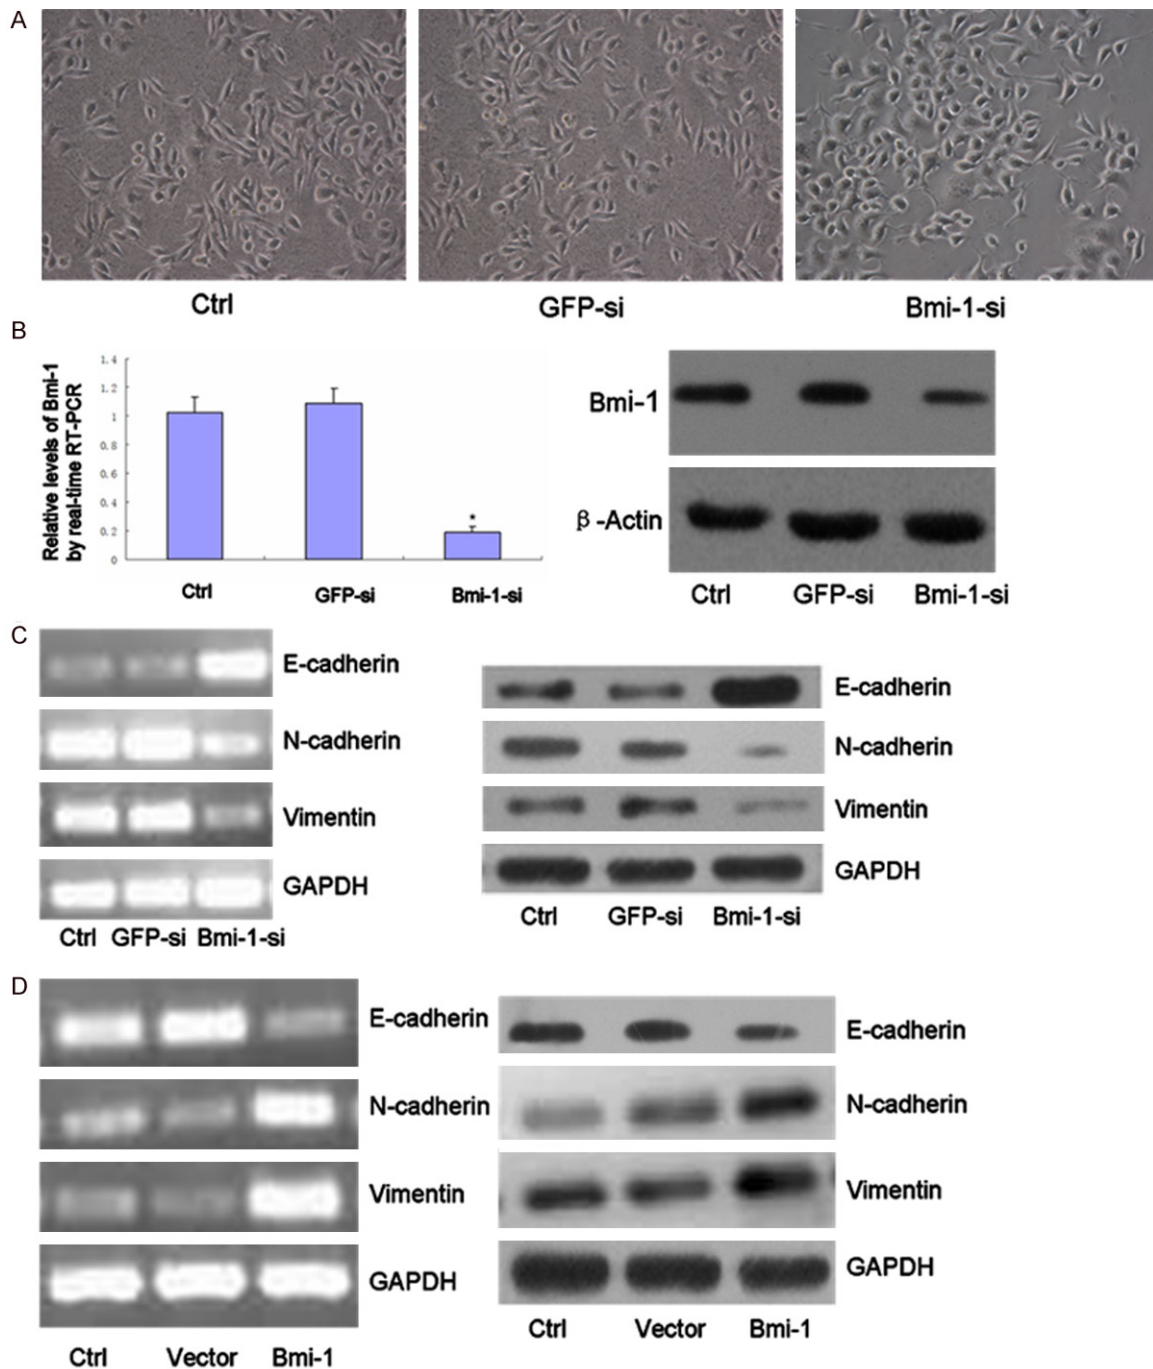 A
Ctrl
GFP-si
Bmi-1-si
B
Relative levels of Bmi-1
by real-time RT-PCR
1.4
1.2
1
0.8
0.6
0.4
0.2
0
*
Ctrl
GFP-si
Bmi-1-si
Bmi-1
β-Actin
Ctrl
GFP-si
Bmi-1-si
C
E-cadherin
N-cadherin
Vimentin
GAPDH
Ctrl
GFP-si
Bmi-1-si
E-cadherin
N-cadherin
Vimentin
GAPDH
Ctrl
GFP-si
Bmi-1-si
D
E-cadherin
N-cadherin
Vimentin
GAPDH
Ctrl
Vector
Bmi-1
E-cadherin
N-cadherin
Vimentin
GAPDH
Ctrl
Vector
Bmi-1